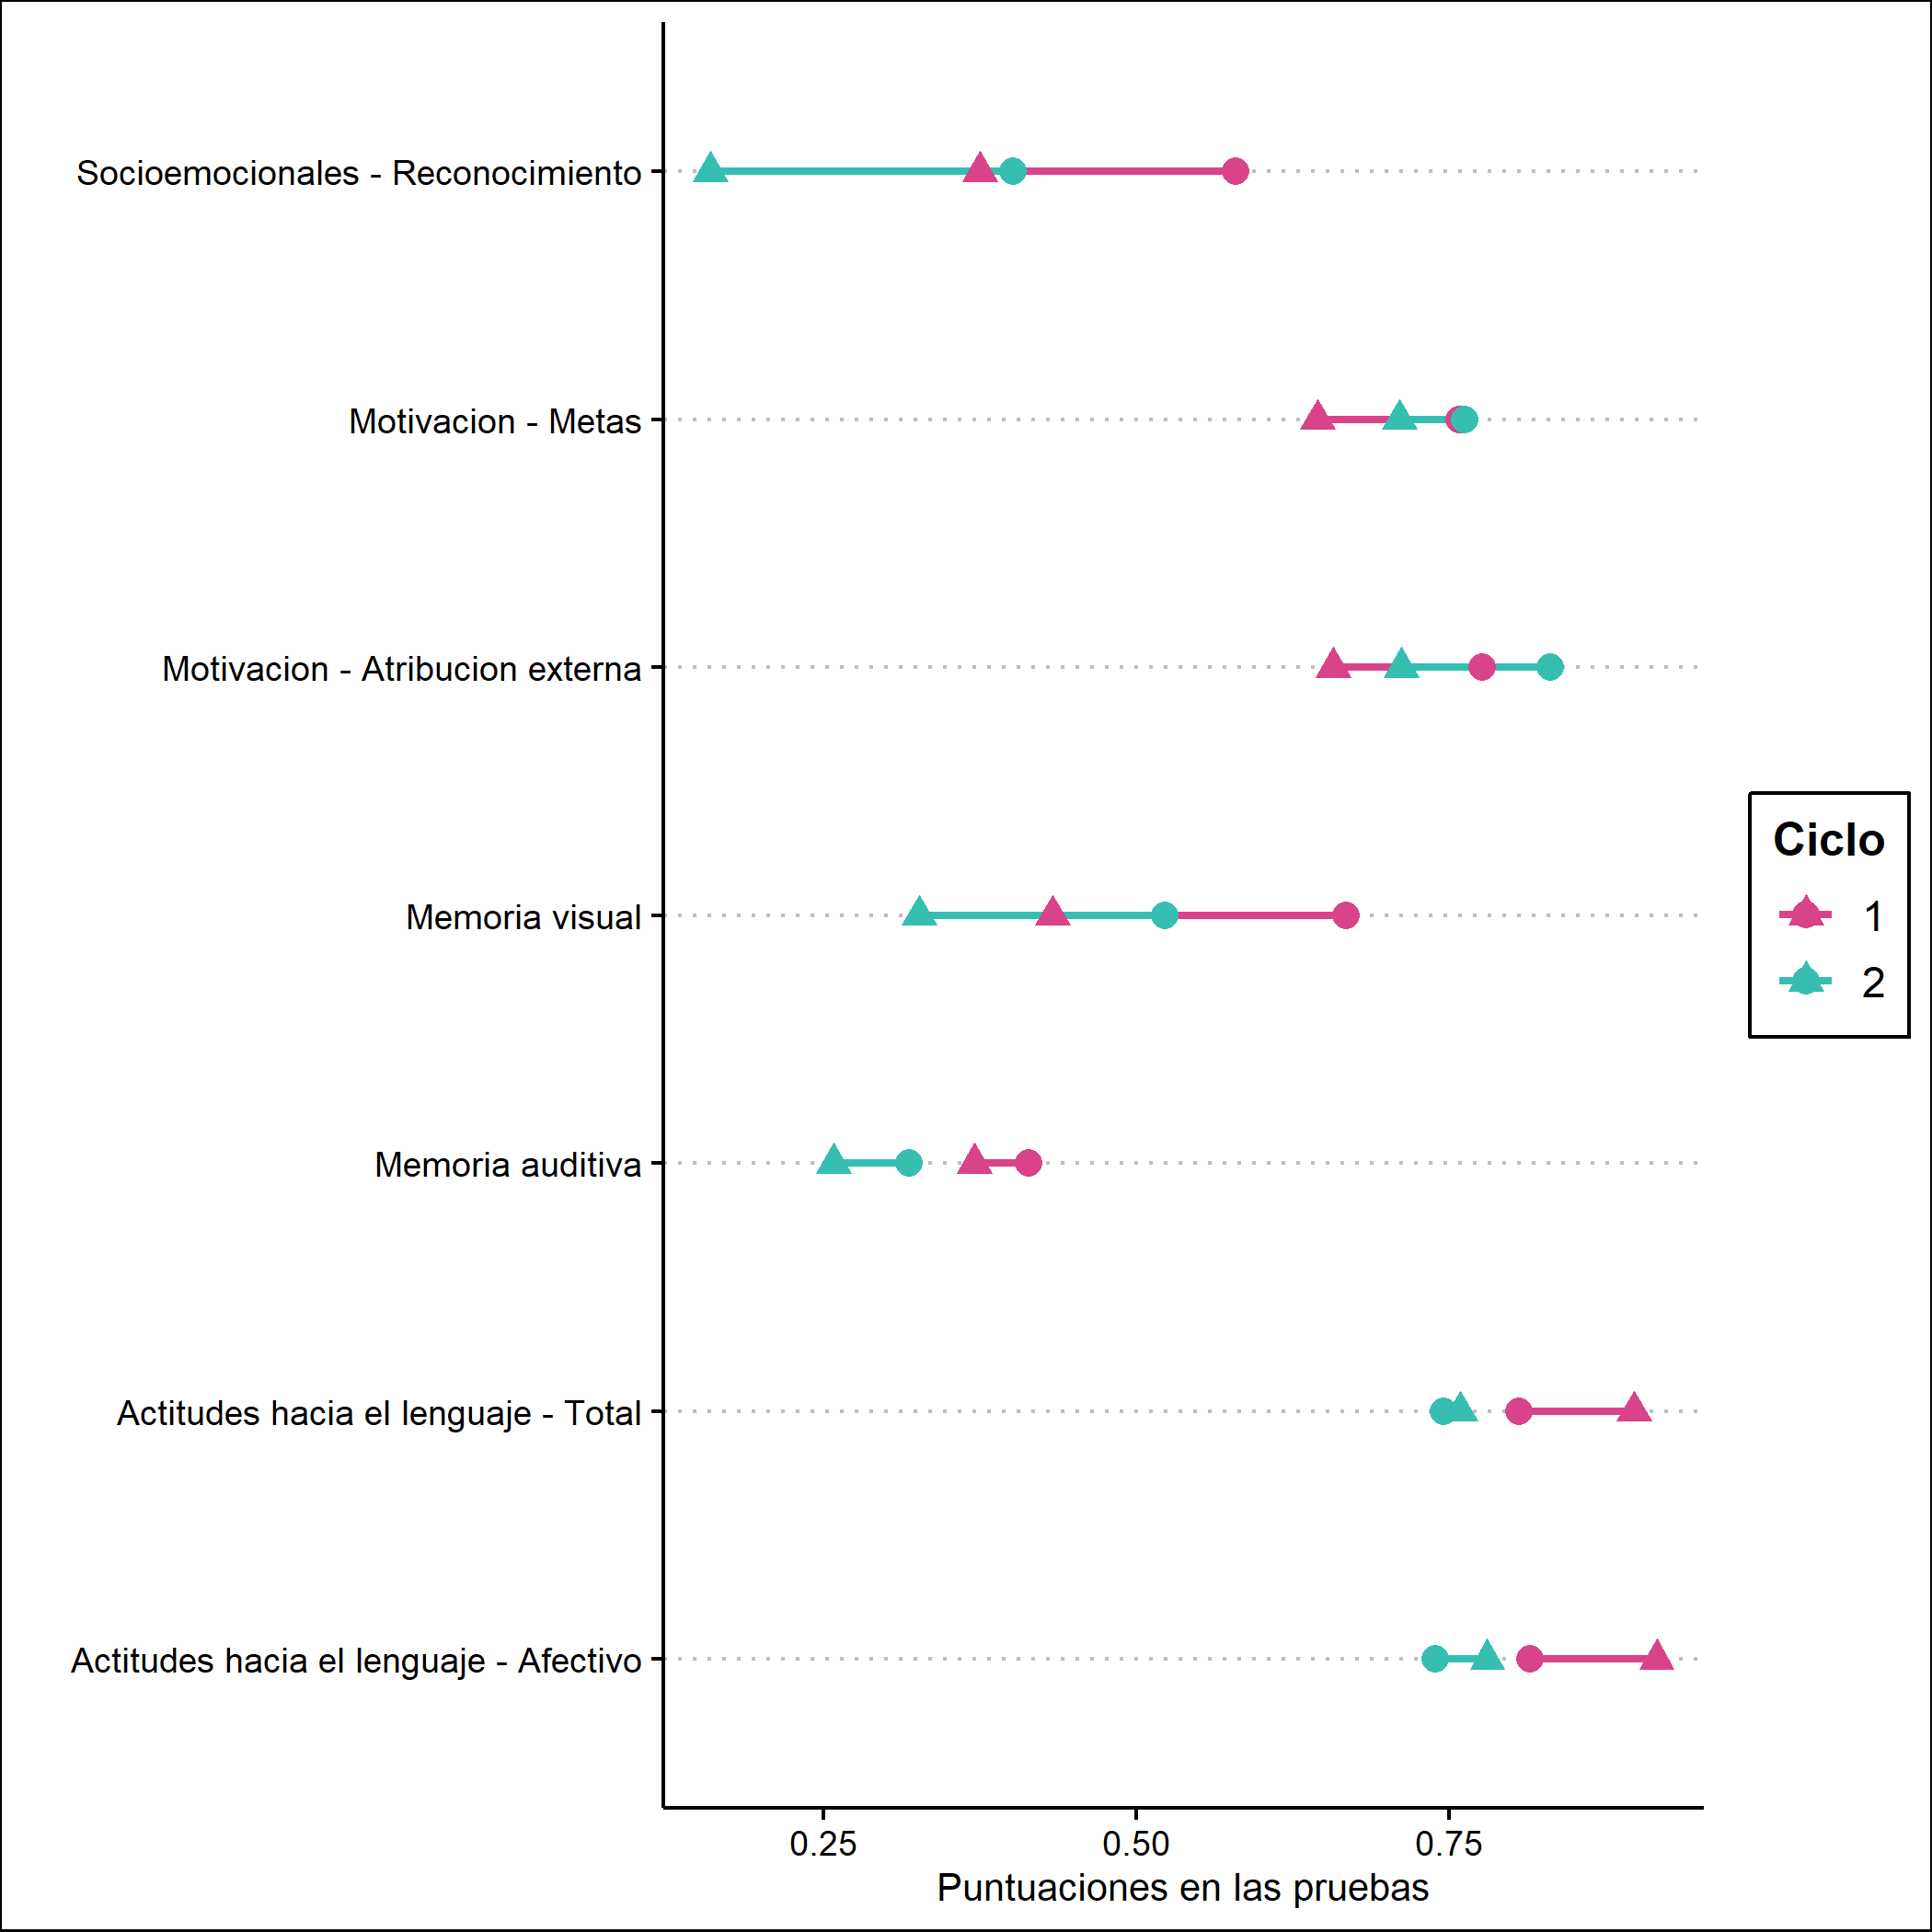 Socioemocionales - Reconocimiento
Motivacion - Metas
Motivacion - Atribucion externa
Memoria visual
Memoria auditiva
Actitudes hacia el lenguaje - Total
Actitudes hacia el lenguaje - Afectivo
0.25 0.50 0.75
Puntuaciones en las pruebas
Ciclo
1
2